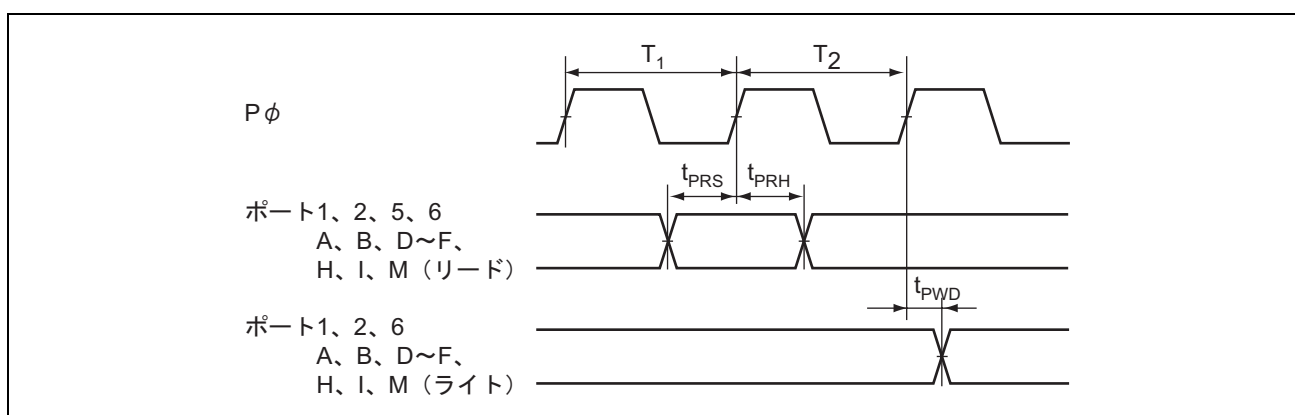 T1 T2
Pφ
tPRS tPRH
ポート1、2、5、6
A、B、D～F、
H、I、M（リード）
tPWD
ポート1、2、6
A、B、D～F、
H、I、M（ライト）